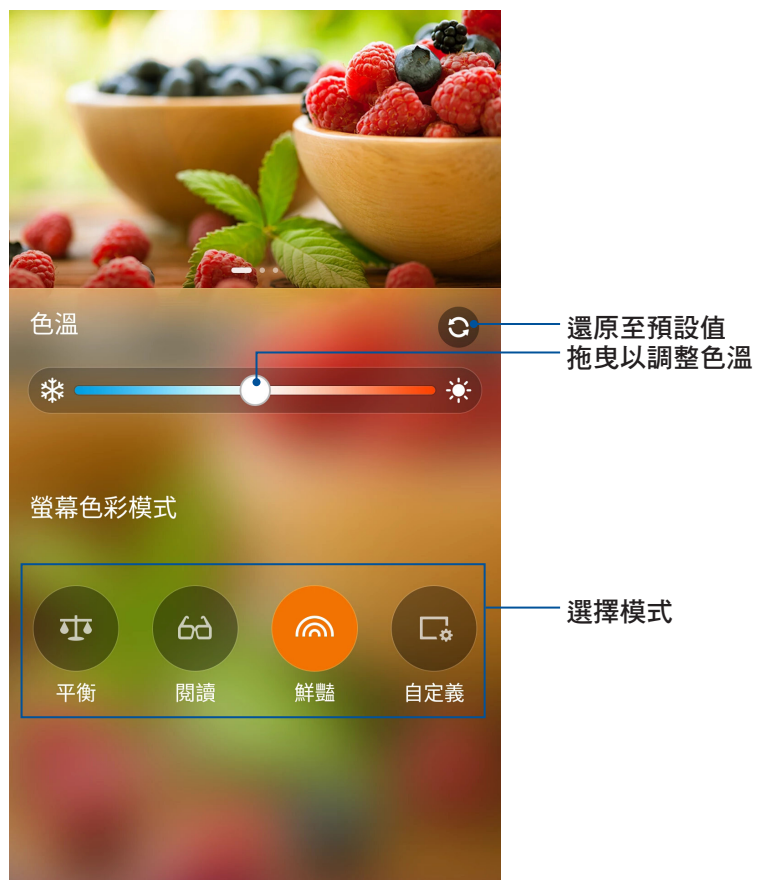 色溫
還原至預設值
拖曳以調整色溫
螢幕色彩模式
選擇模式
平衡
閱讀
鮮豔
自定義